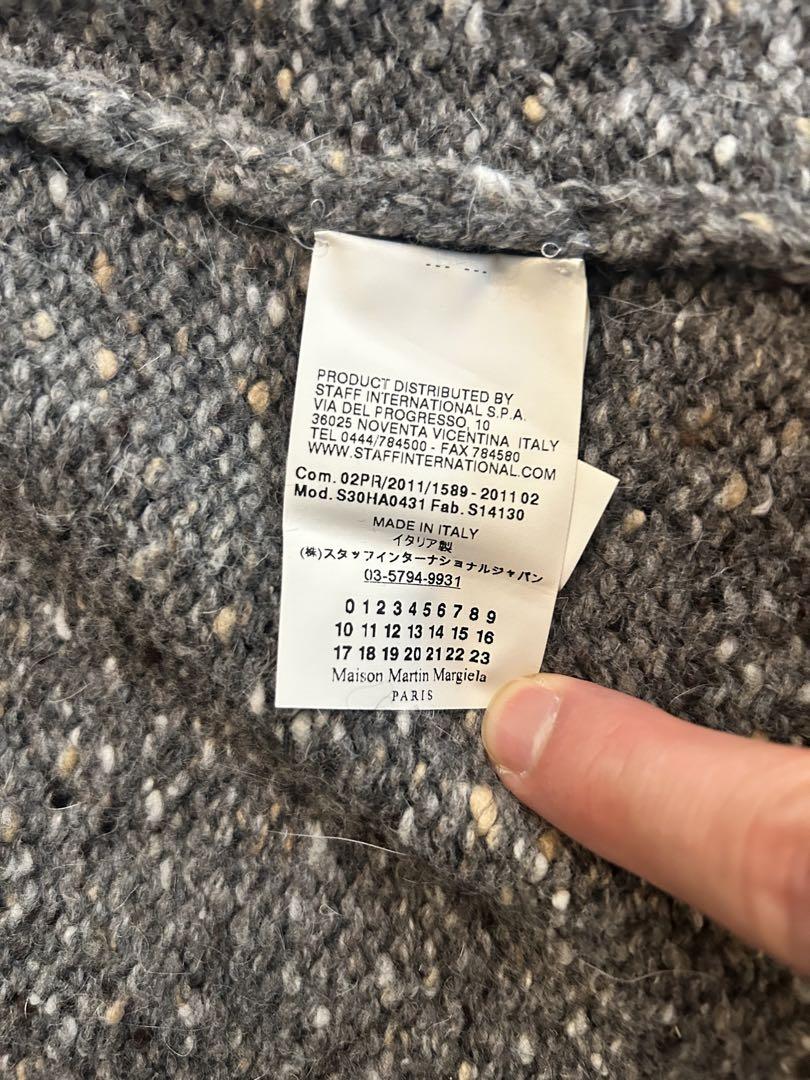 PRODUCT DISTRIBUTED BY
STAFF INTERNATIONAL S.P.A.
VIA DEL PROGRESSO, 10
36025 NOVENTA VICENTINA ITALY
TEL 0444/784500 - FAX 784580
WWW.STAFFINTERNATIONAL.COM
Com. 02PR/2011/1589 - 2011 02
Mod. S30HA0431 Fab. S14130
MADE IN ITALY
イタリア製
(株)スタッフインターナショナルジャパン
03-5794-9931
0 1 2 3 4 5 6 7 8 9
10 11 12 13 14 15 16
17 18 19 20 21 22 23
Maison Martin Margiela
PARIS